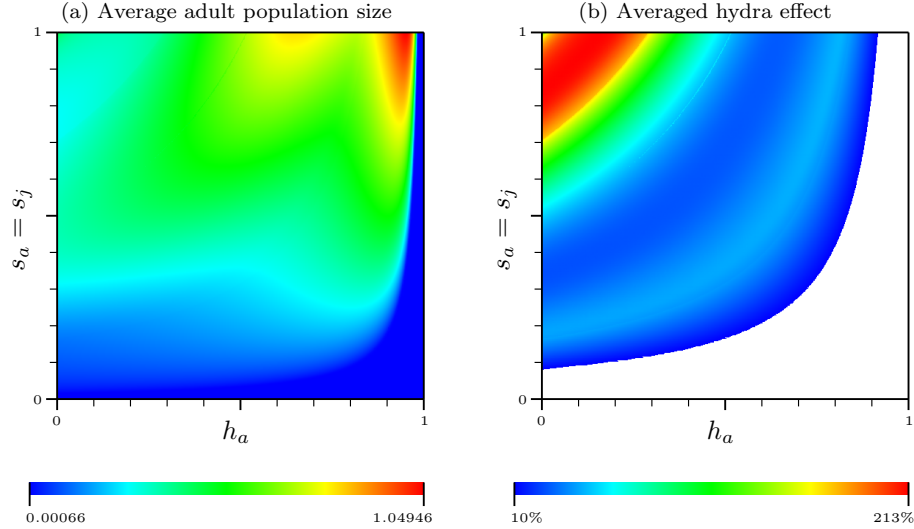 (a) Average adult population size
1
s_a = s_j
0
0
h_a
1
0.00066
1.04946
(b) Averaged hydra effect
1
s_a = s_j
0
0
h_a
1
10%
213%